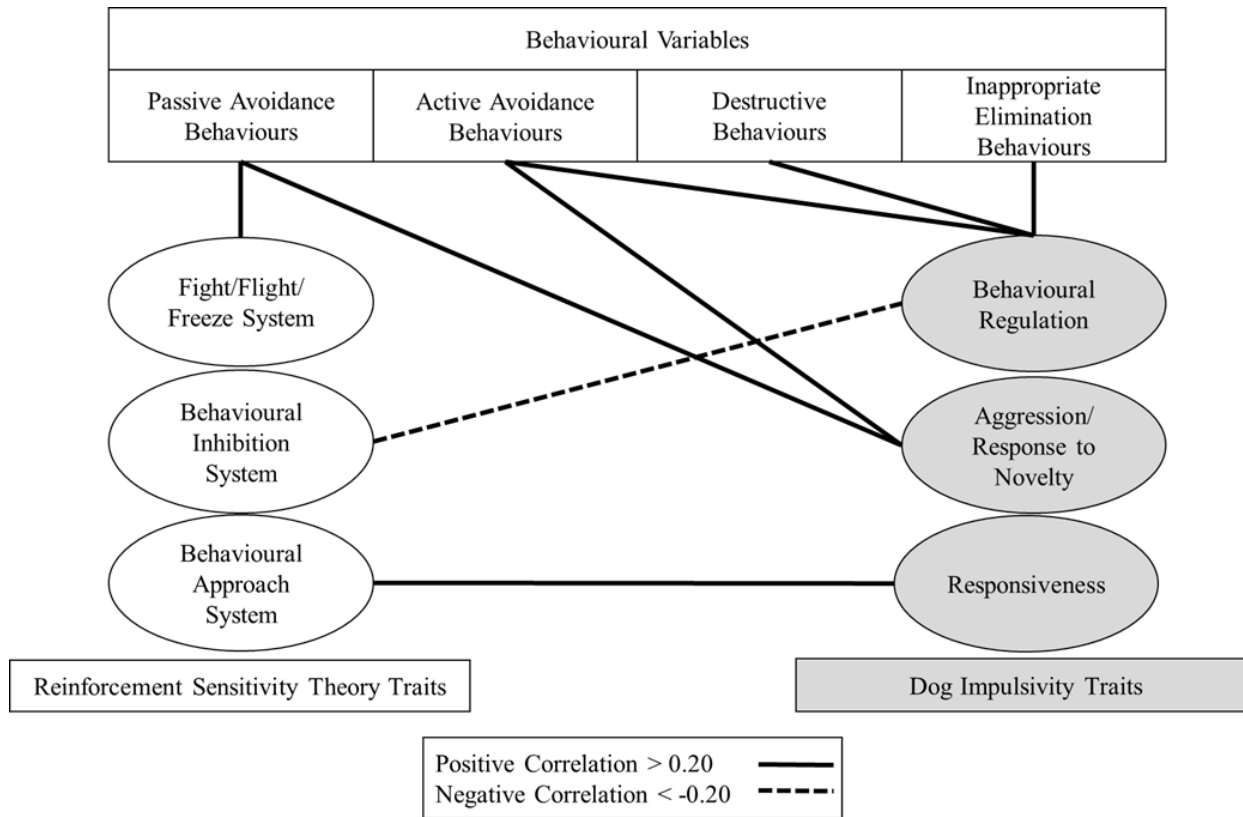 Behavioural Variables
Passive Avoidance
Behaviours
Active Avoidance
Behaviours
Destructive
Behaviours
Inappropriate
Elimination
Behaviours
Fight/Flight/
Freeze System
Behavioural
Regulation
Behavioural
Inhibition
System
Aggression/
Response to
Novelty
Behavioural
Approach
System
Responsiveness
Reinforcement Sensitivity Theory Traits
Dog Impulsivity Traits
Positive Correlation > 0.20
Negative Correlation < -0.20